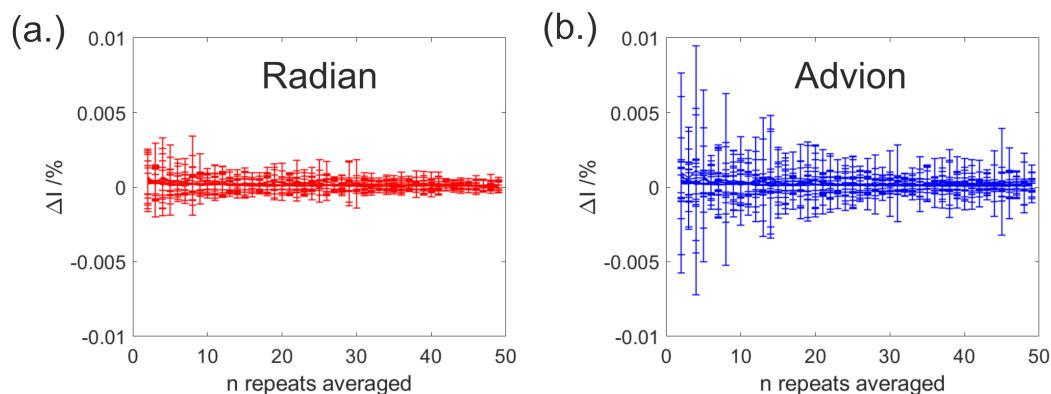 (a.)
Radian
0.01
0.005
0
-0.005
-0.01
ΔI /%
0 10 20 30 40 50
n repeats averaged
(b.)
Advion
0.01
0.005
0
-0.005
-0.01
ΔI /%
0 10 20 30 40 50
n repeats averaged